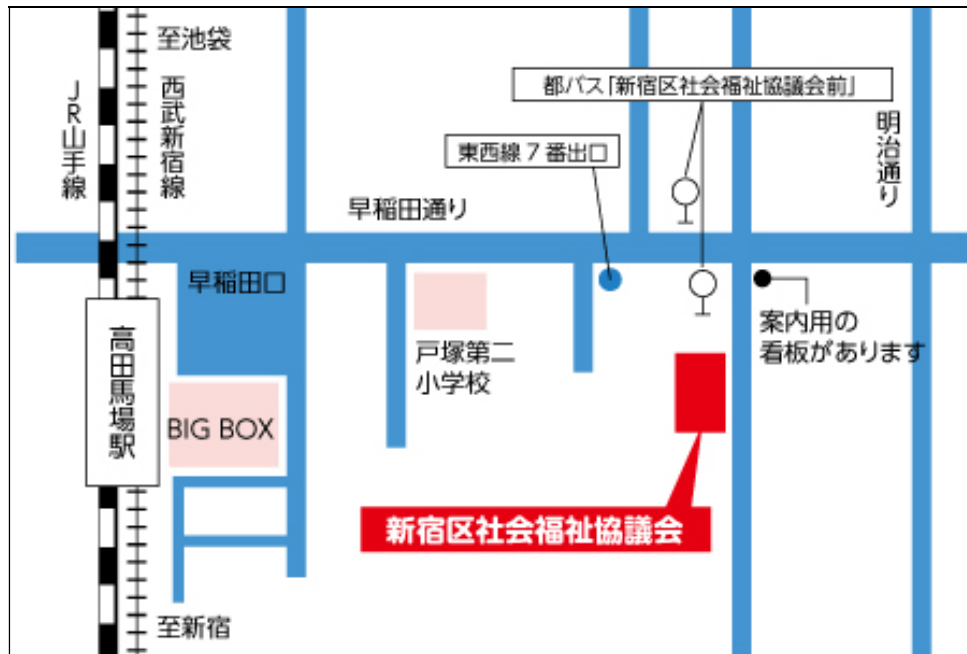 至池袋
JR山手線
西武新宿線
都バス「新宿区社会福祉協議会前」
東西線7番出口
明治通り
早稲田通り
早稲田口
案内用の
看板があります
高田馬場駅
戸塚第二
小学校
BIG BOX
新宿区社会福祉協議会
至新宿